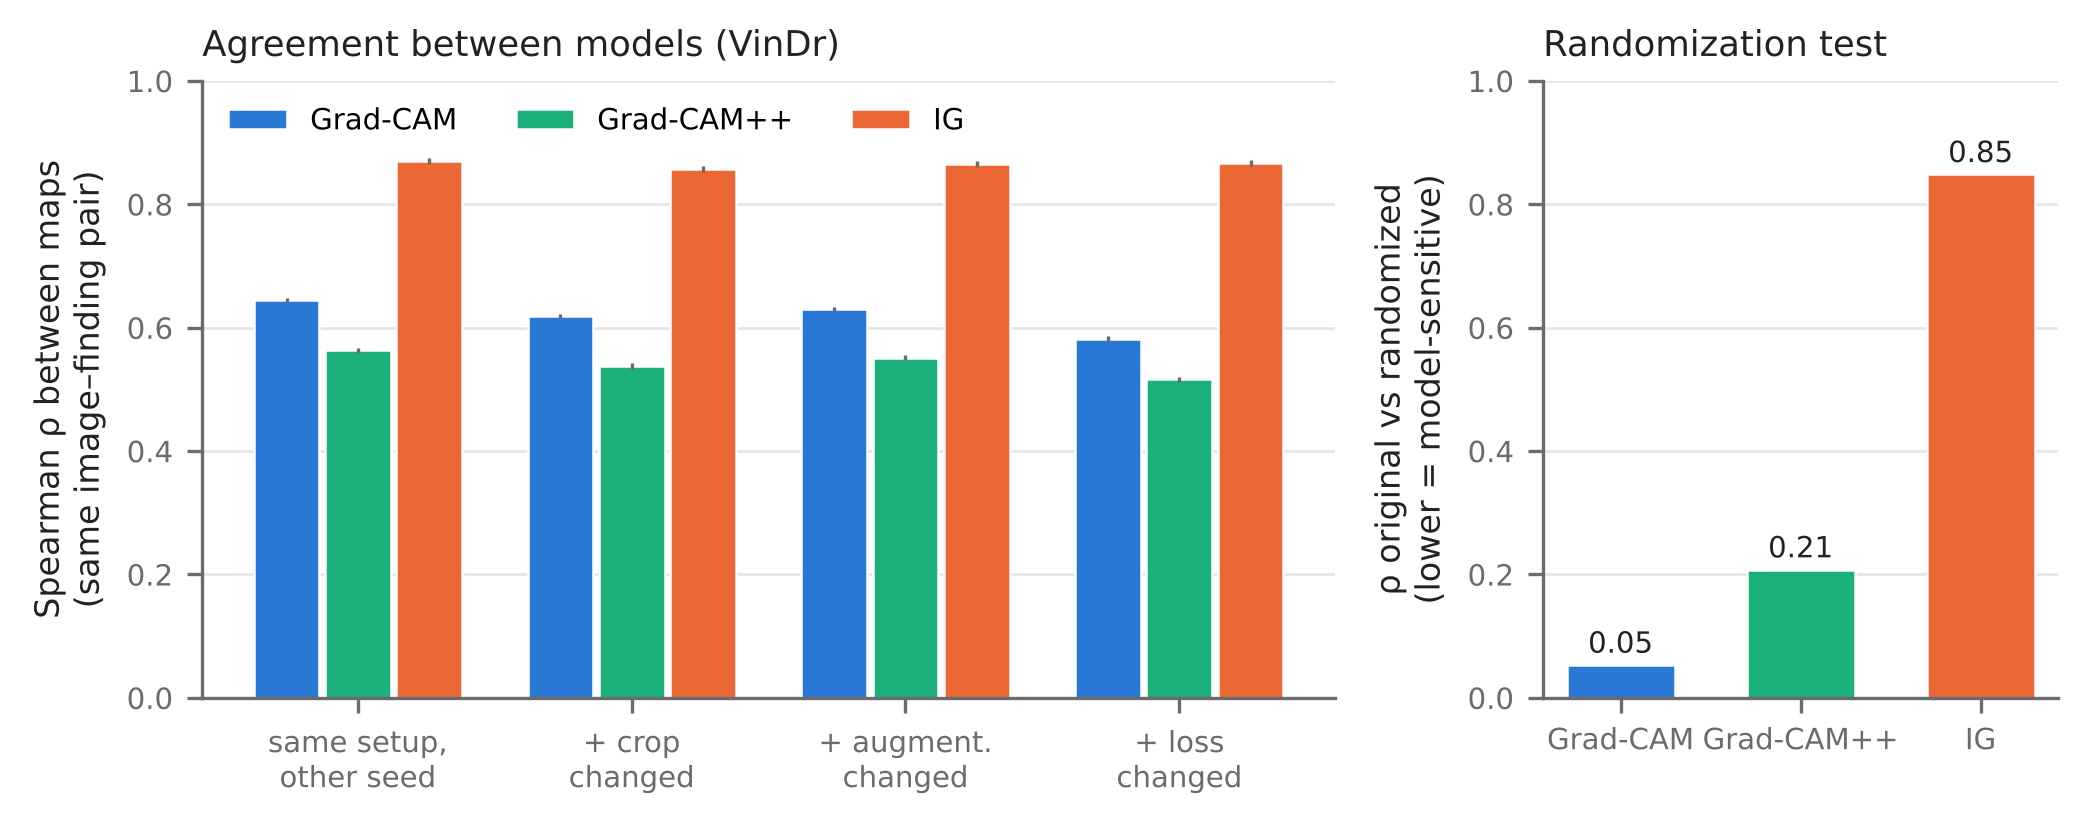 Agreement between models (VinDr)
Spearman ρ between maps
(same image–finding pair)
1.0
0.8
0.6
0.4
0.2
0.0
Grad-CAM
Grad-CAM++
IG
same setup,
other seed
+ crop
changed
+ augment.
changed
+ loss
changed
Randomization test
ρ original vs randomized
(lower = model-sensitive)
1.0
0.8
0.6
0.4
0.2
0.0
0.05
0.21
0.85
Grad-CAM
Grad-CAM++
IG